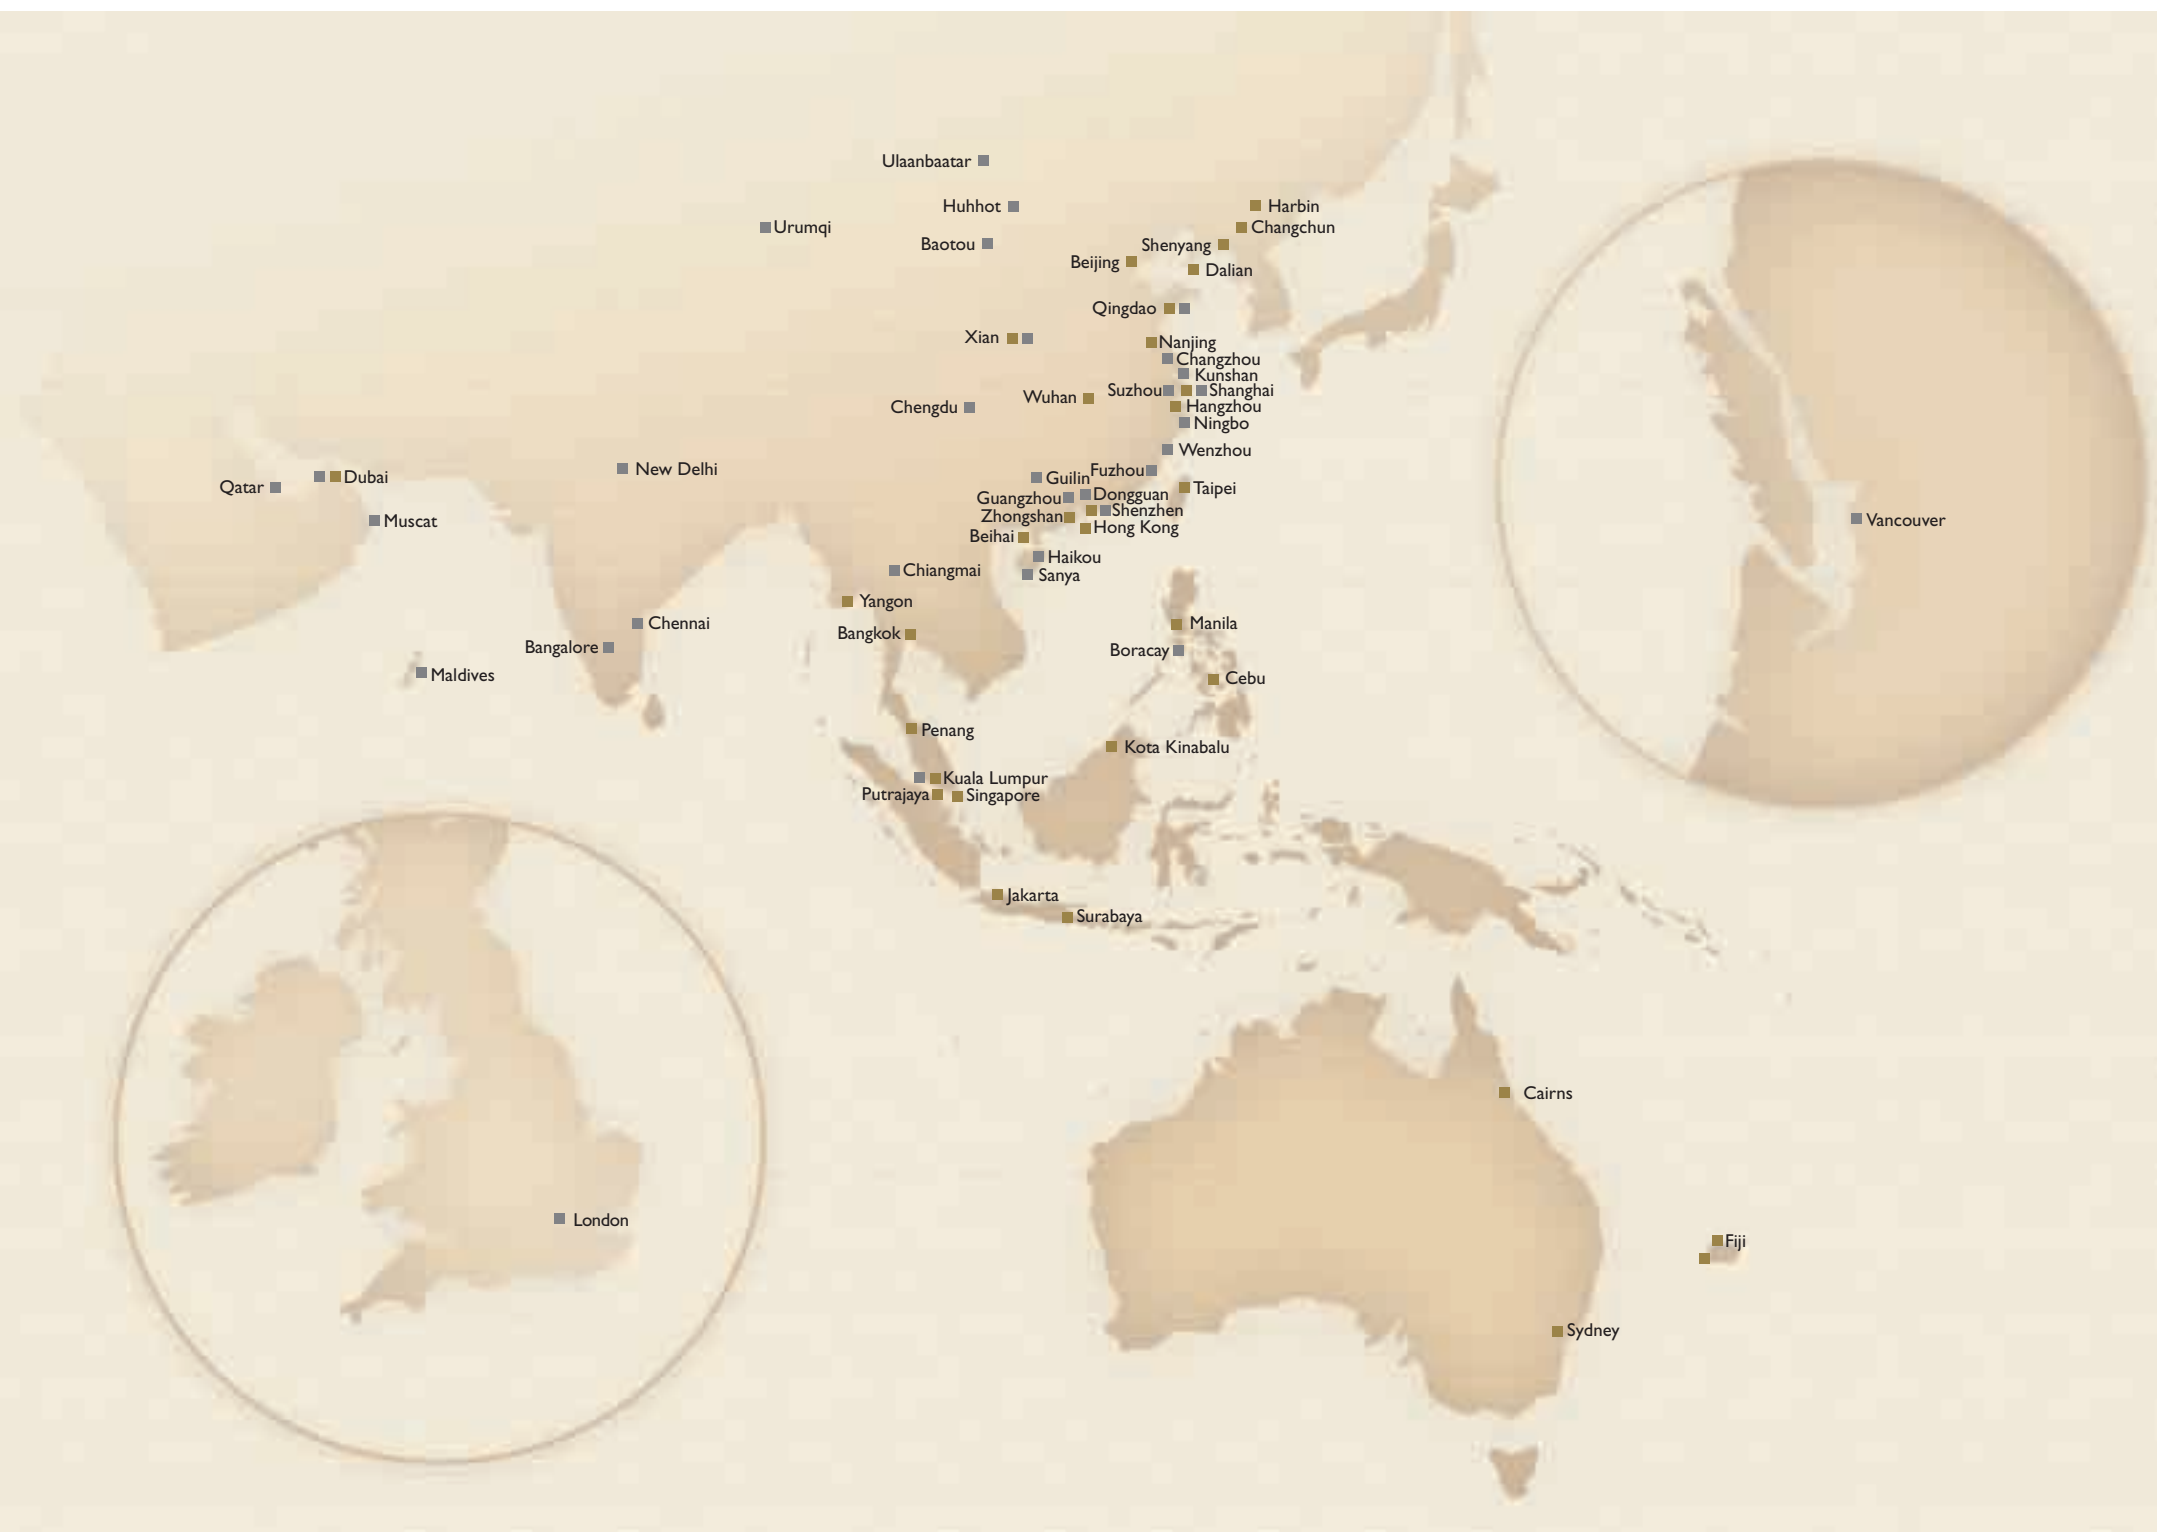 Ulaanbaatar
Huhhot
Harbin
Urumqi
Changchun
Baotou
Shenyang
Beijing
Dalian
Qingdao
Xian
Nanjing
Changzhou
Kunshan
Suzhou
Shanghai
Wuhan
Chengdu
Hangzhou
Ningbo
Wenzhou
New Delhi
Fuzhou
Dubai
Guilin
Qatar
Taipei
Guangzhou
Dongguan
Shenzhen
Zhongshan
Muscat
Vancouver
Hong Kong
Beihai
Haikou
Chiangmai
Sanya
Yangon
Chennai
Manila
Bangkok
Bangalore
Boracay
Maldives
Cebu
Penang
Kota Kinabalu
Kuala Lumpur
Putrajaya
Singapore
Jakarta
Surabaya
Cairns
London
Fiji
Sydney